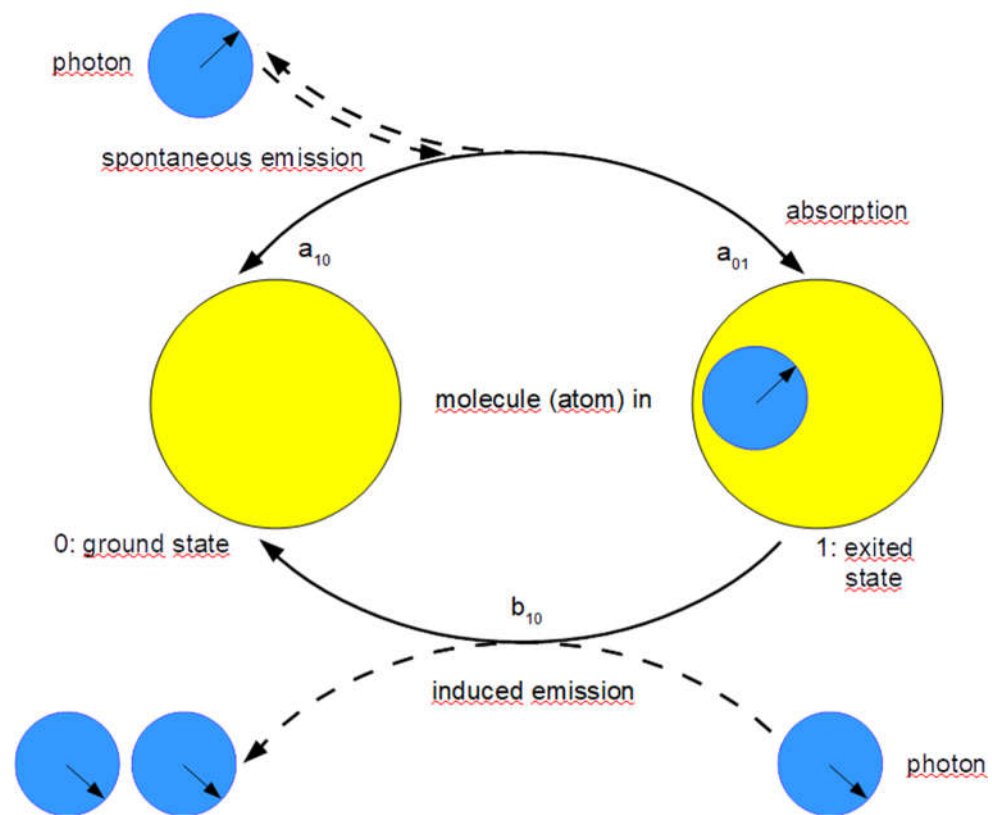 photon
spontaneous emission
absorption
a10
a01
molecule (atom) in
0: ground state
1: exited
state
b10
induced emission
photon